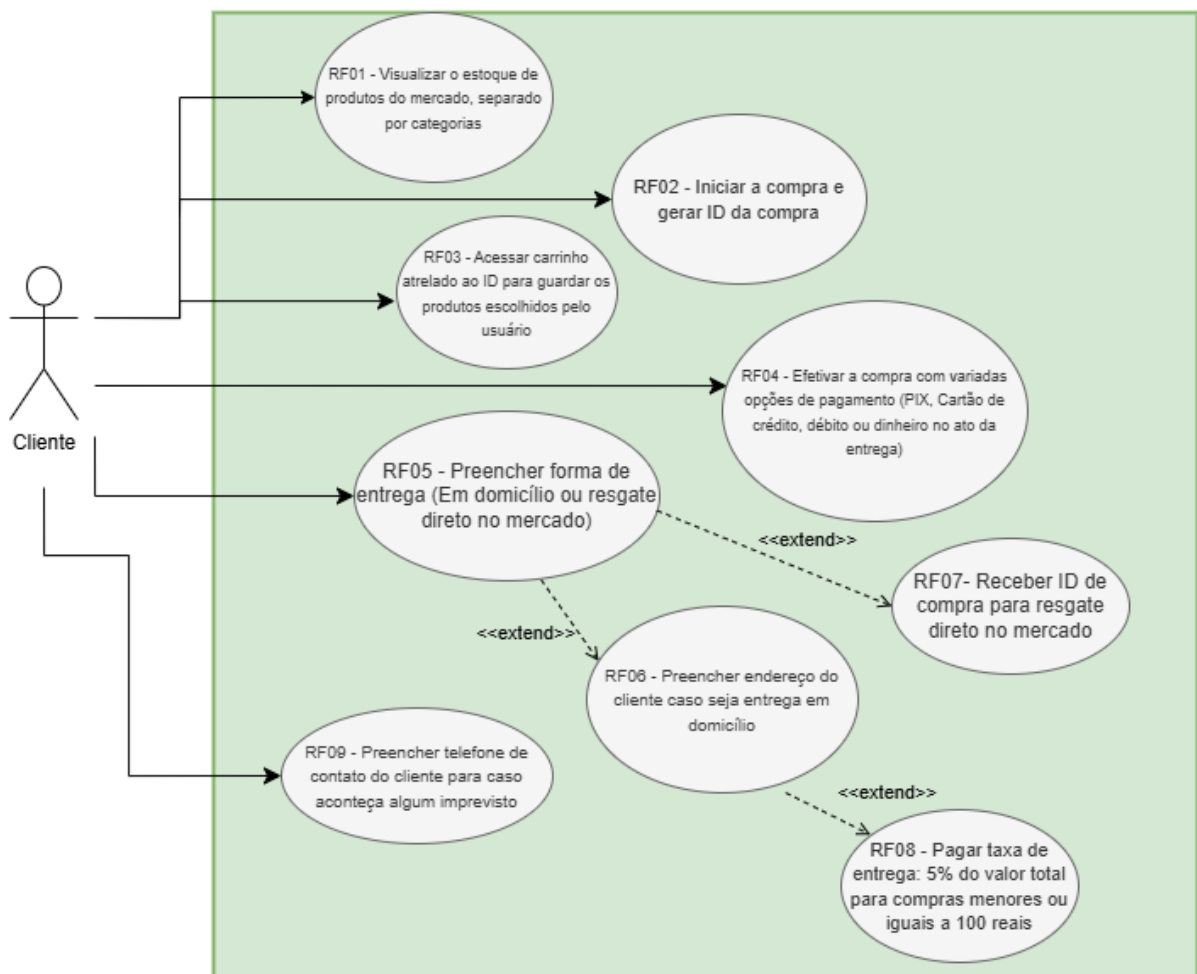 RF01 - Visualizar o estoque de
produtos do mercado, separado
por categorias
RF02 - Iniciar a compra e
gerar ID da compra
RF03 - Acessar carrinho
atrelado ao ID para guardar os
produtos escolhidos pelo
usuário
Cliente
RF04 - Efetivar a compra com variadas
opções de pagamento (PIX, Cartão de
crédito, débito ou dinheiro no ato da
entrega)
RF05 - Preencher forma de
entrega (Em domicílio ou resgate
direto no mercado)
<<extend>>
RF07- Receber ID de
compra para resgate
direto no mercado
<<extend>>
RF06 - Preencher endereço do
cliente caso seja entrega em
domicílio
RF09 - Preencher telefone de
contato do cliente para caso
aconteça algum imprevisto
<<extend>>
RF08 - Pagar taxa de
entrega: 5% do valor total
para compras menores ou
iguais a 100 reais